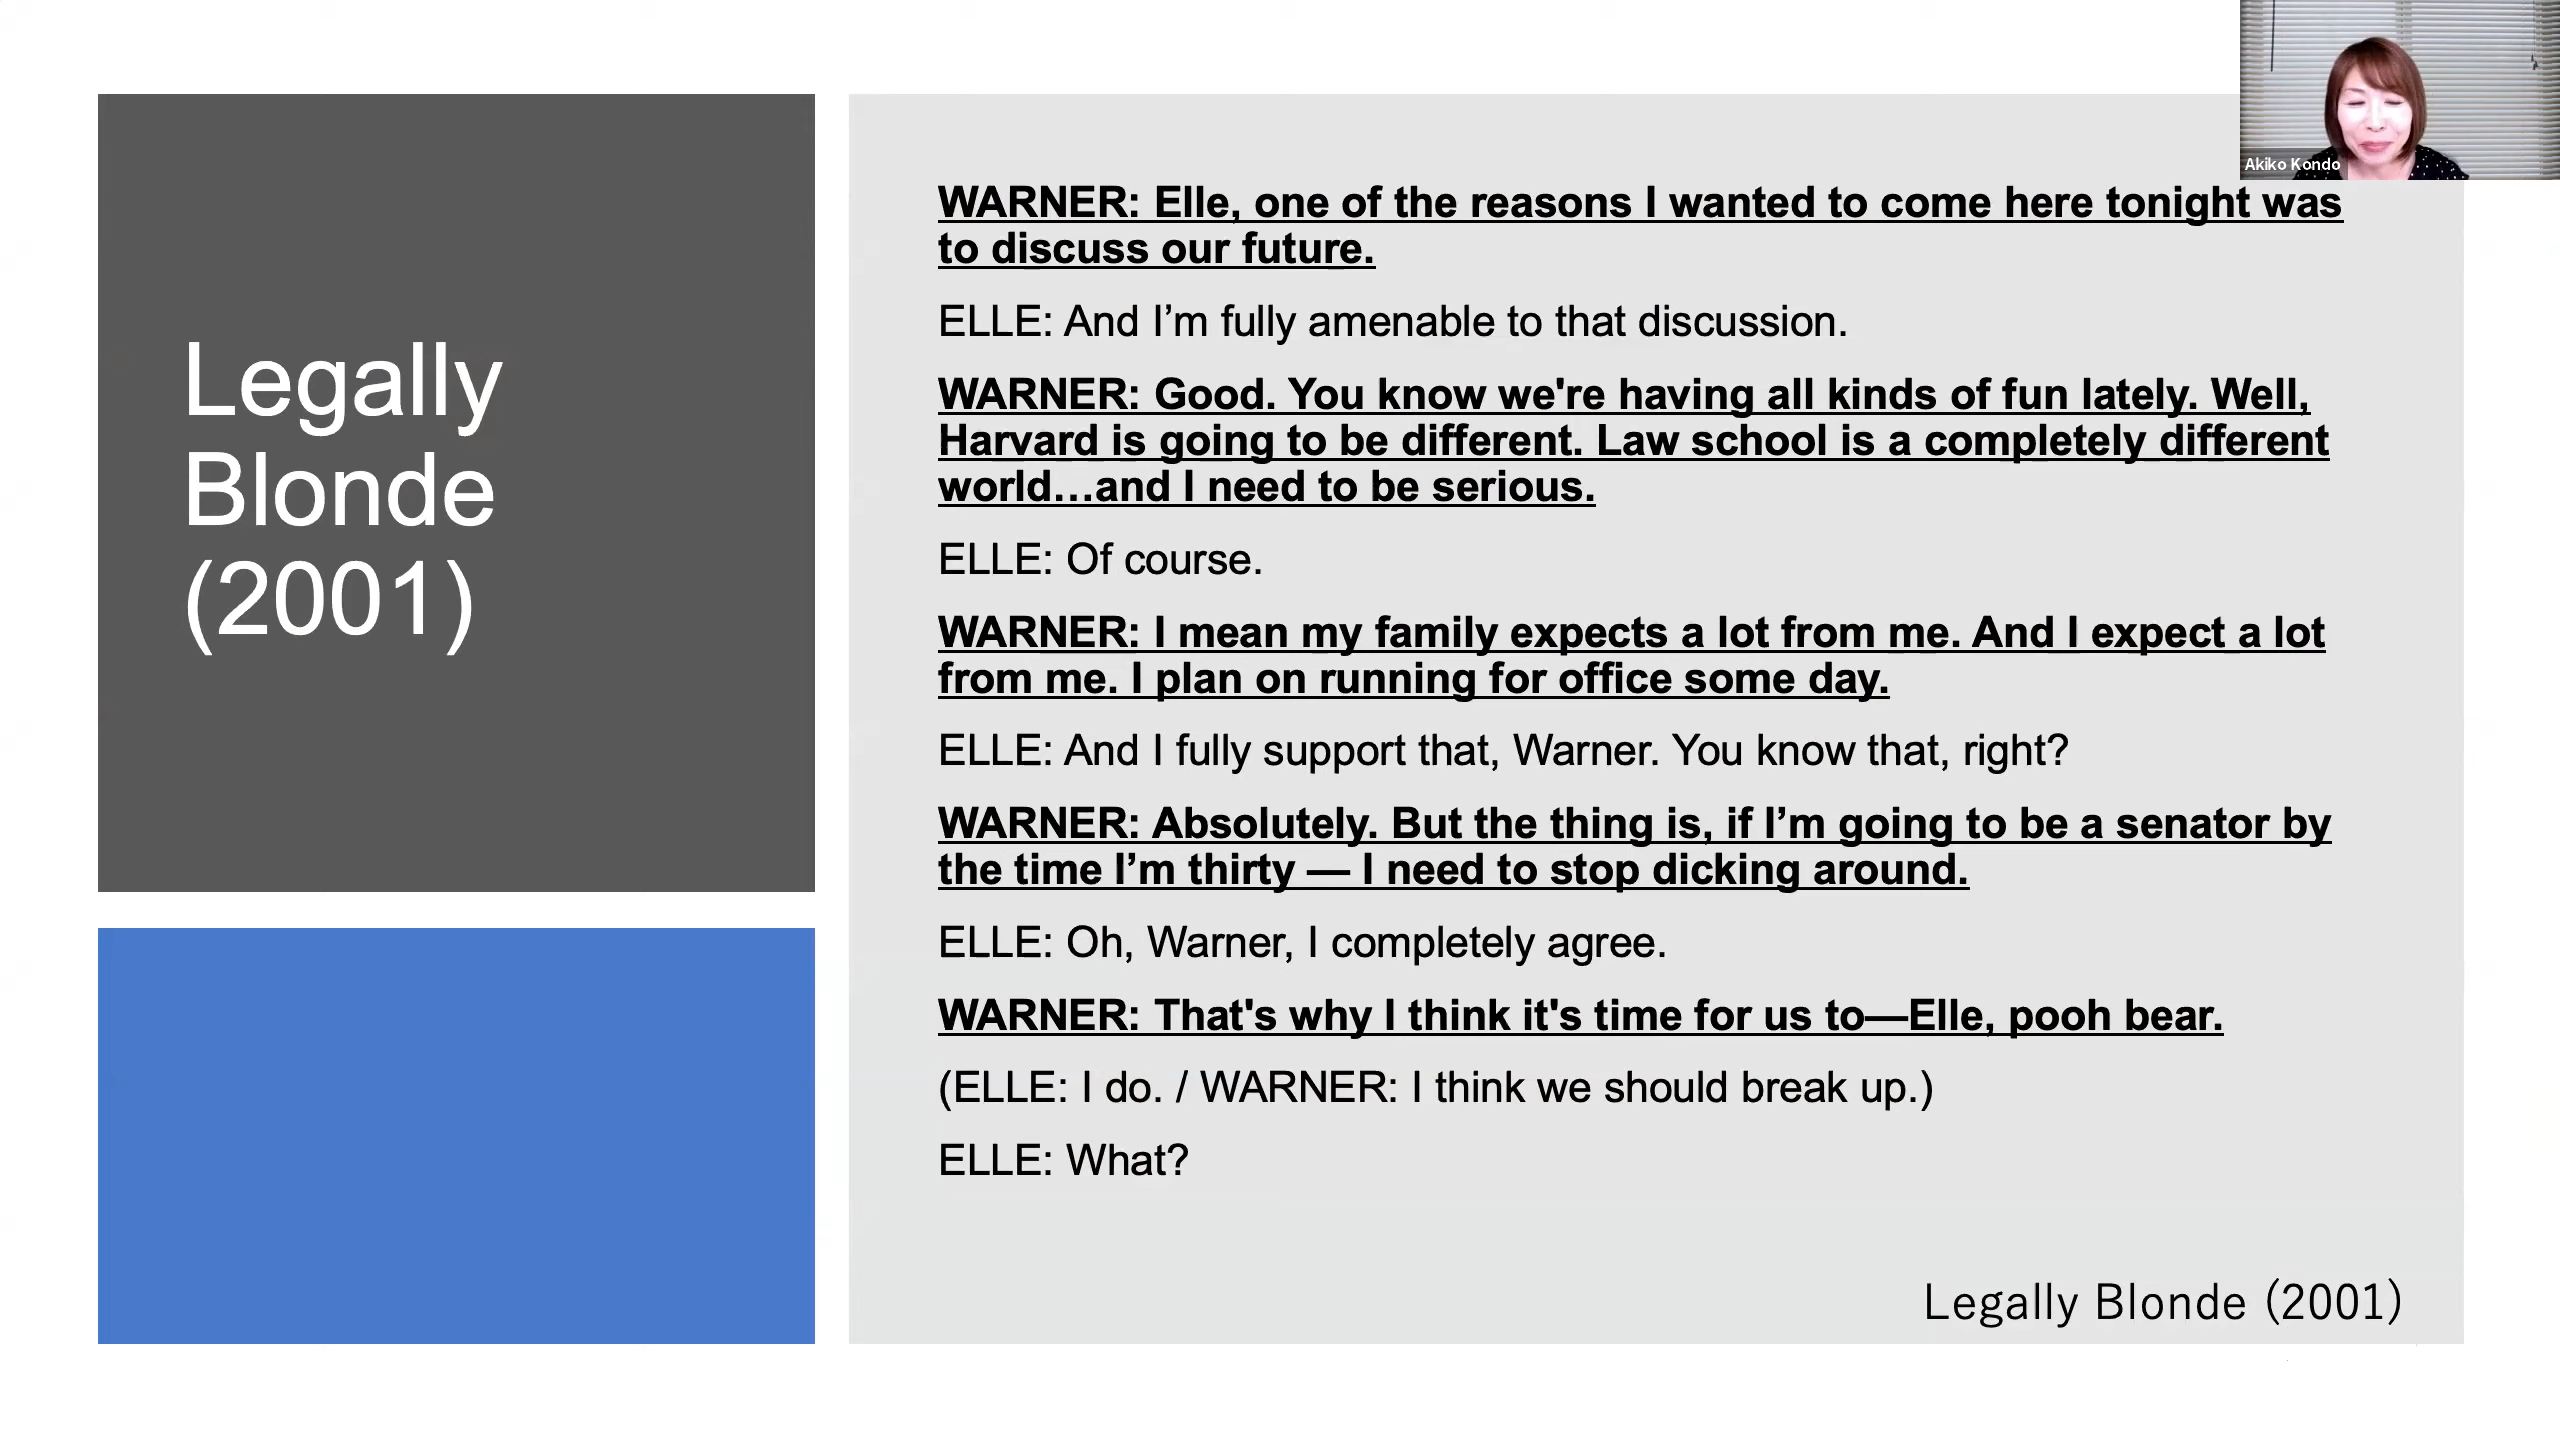 Legally
Blonde
(2001)
Akiko Kondo
WARNER: Elle, one of the reasons I wanted to come here tonight was
to discuss our future.
ELLE: And I’m fully amenable to that discussion.
WARNER: Good. You know we're having all kinds of fun lately. Well,
Harvard is going to be different. Law school is a completely different
world…and I need to be serious.
ELLE: Of course.
WARNER: I mean my family expects a lot from me. And I expect a lot
from me. I plan on running for office some day.
ELLE: And I fully support that, Warner. You know that, right?
WARNER: Absolutely. But the thing is, if I’m going to be a senator by
the time I’m thirty — I need to stop dicking around.
ELLE: Oh, Warner, I completely agree.
WARNER: That's why I think it's time for us to—Elle, pooh bear.
(ELLE: I do. / WARNER: I think we should break up.)
ELLE: What?
Legally Blonde (2001)